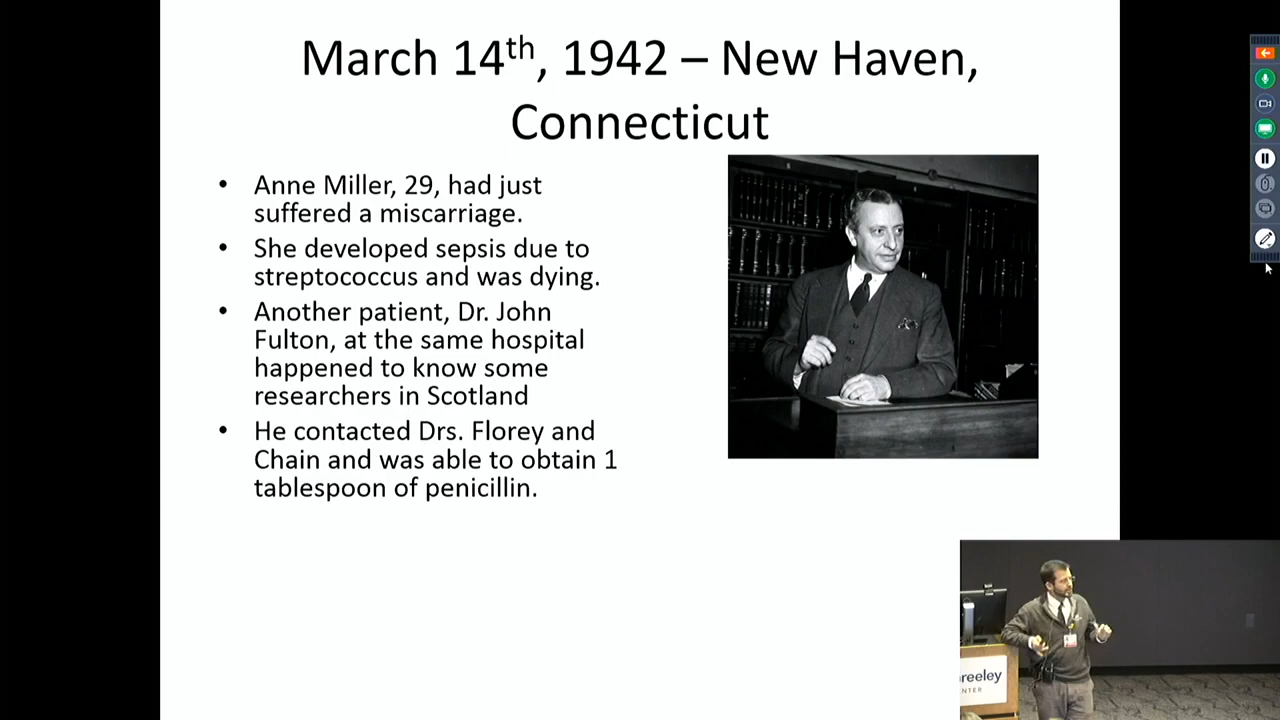 March 14th, 1942 – New Haven,
Connecticut
• Anne Miller, 29, had just
suffered a miscarriage.
• She developed sepsis due to
streptococcus and was dying.
• Another patient, Dr. John
Fulton, at the same hospital
happened to know some
researchers in Scotland
• He contacted Drs. Florey and
Chain and was able to obtain 1
tablespoon of penicillin.
reeley
NTER